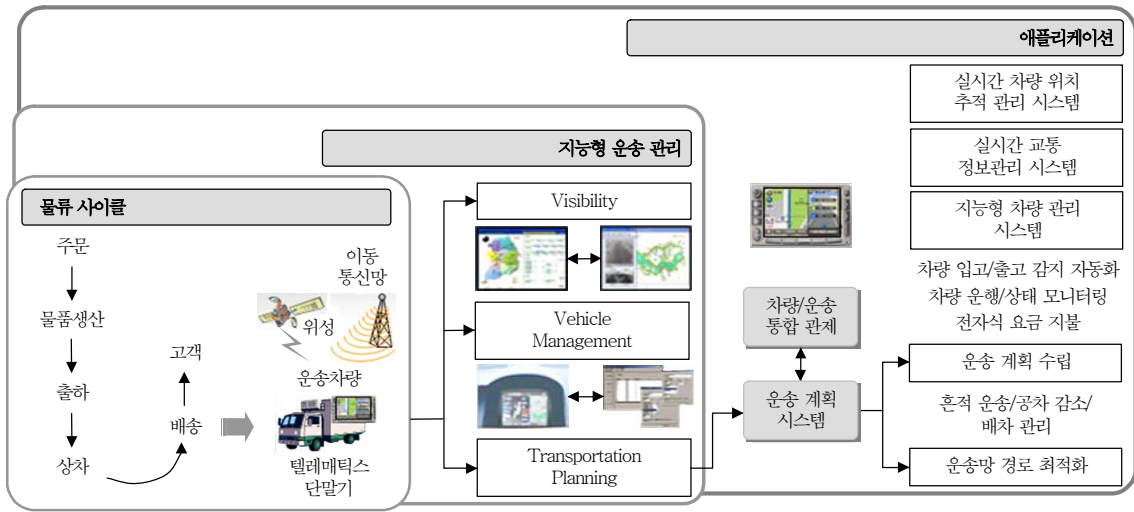 애플리케이션
실시간 차량 위치
추적 관리 시스템
실시간 교통
정보관리 시스템
지능형 차량 관리
시스템
차량 입고/출고 감지 자동화
차량 운행/상태 모니터링
전자식 요금 지불
차량/운송
통합 관제
운송 계획
시스템
운송 계획 수립
흔적 운송/공차 감소/
배차 관리
운송망 경로 최적화
지능형 운송 관리
Visibility
Vehicle
Management
Transportation
Planning
물류 사이클
주문
물품생산
출하
상차
배송
고객
이동
통신망
위성
운송차량
텔레매틱스
단말기